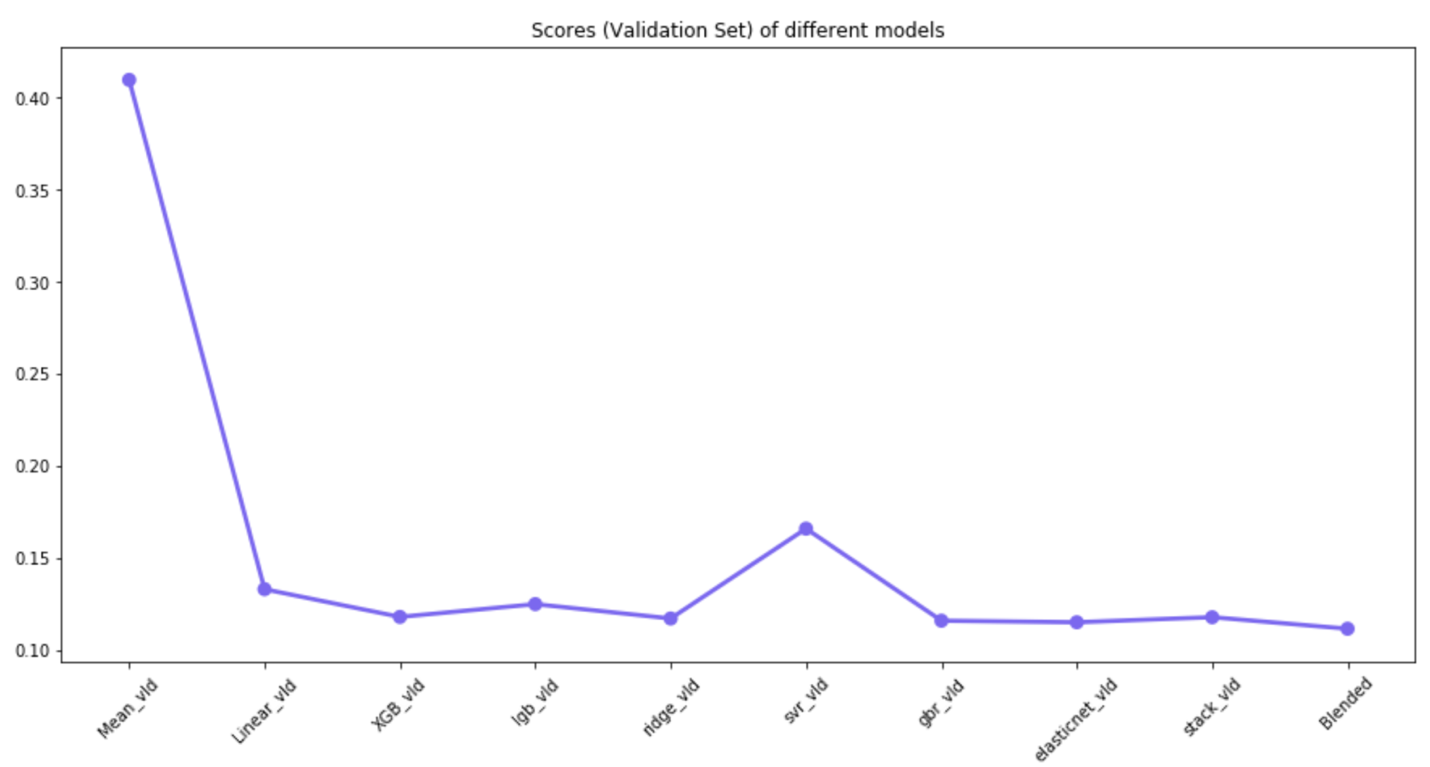 Scores (Validation Set) of different models
0.40
0.35
0.30
0.25
0.20
0.15
0.10
Mean_vld
Linear_vld
XGB_vld
lgb_vld
ridge_vld
svr_vld
gbr_vld
elasticnet_vld
stack_vld
Blended